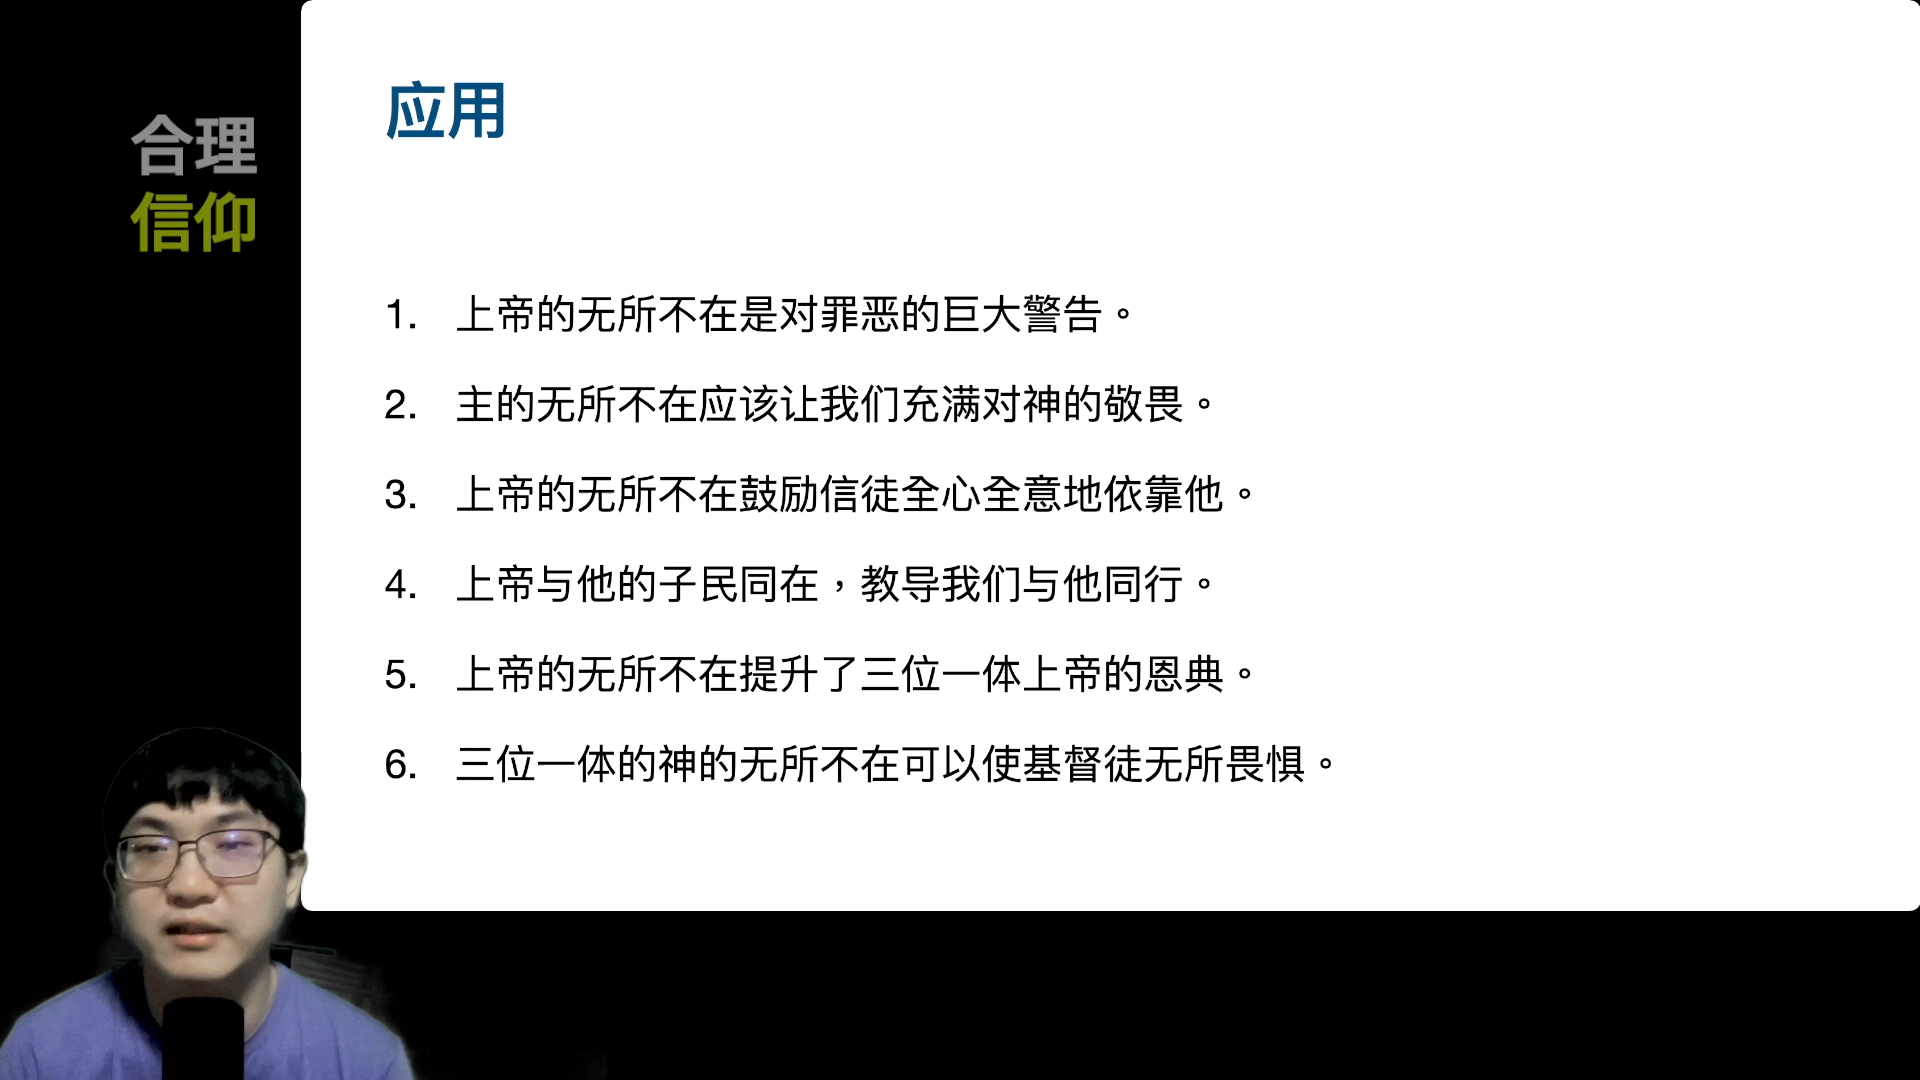 合理
信仰
应用
1. 上帝的无所不在是对罪恶的巨大警告。
2. 主的无所不在应该让我们充满对神的敬畏。
3. 上帝的无所不在鼓励信徒全心全意地依靠他。
4. 上帝与他的子民同在，教导我们与他同行。
5. 上帝的无所不在提升了三位一体上帝的恩典。
6. 三位一体的神的无所不在可以使基督徒无所畏惧。